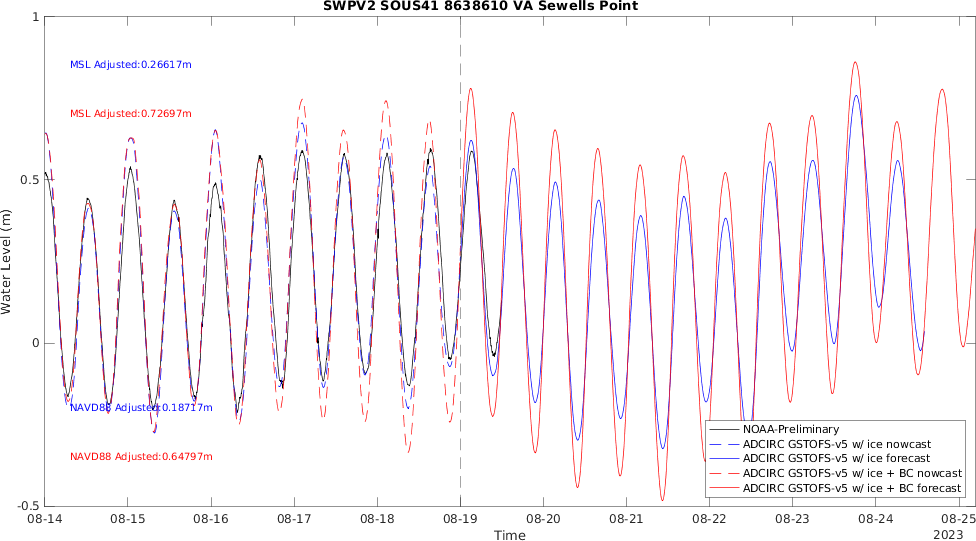 SWPV2 SOUS41 8638610 VA Sewells Point
1
MSL Adjusted:0.26617m
MSL Adjusted:0.72697m
0.5
Water Level (m)
0
NAVD88 Adjusted:0.18717m
NAVD88 Adjusted:0.64797m
NOAA-Preliminary
ADCIRC GSTOFS-v5 w/ ice nowcast
ADCIRC GSTOFS-v5 w/ ice forecast
ADCIRC GSTOFS-v5 w/ ice + BC nowcast
ADCIRC GSTOFS-v5 w/ ice + BC forecast
-0.5
08-14 08-15 08-16 08-17 08-18 08-19 08-20 08-21 08-22 08-23 08-24 08-25
Time
2023